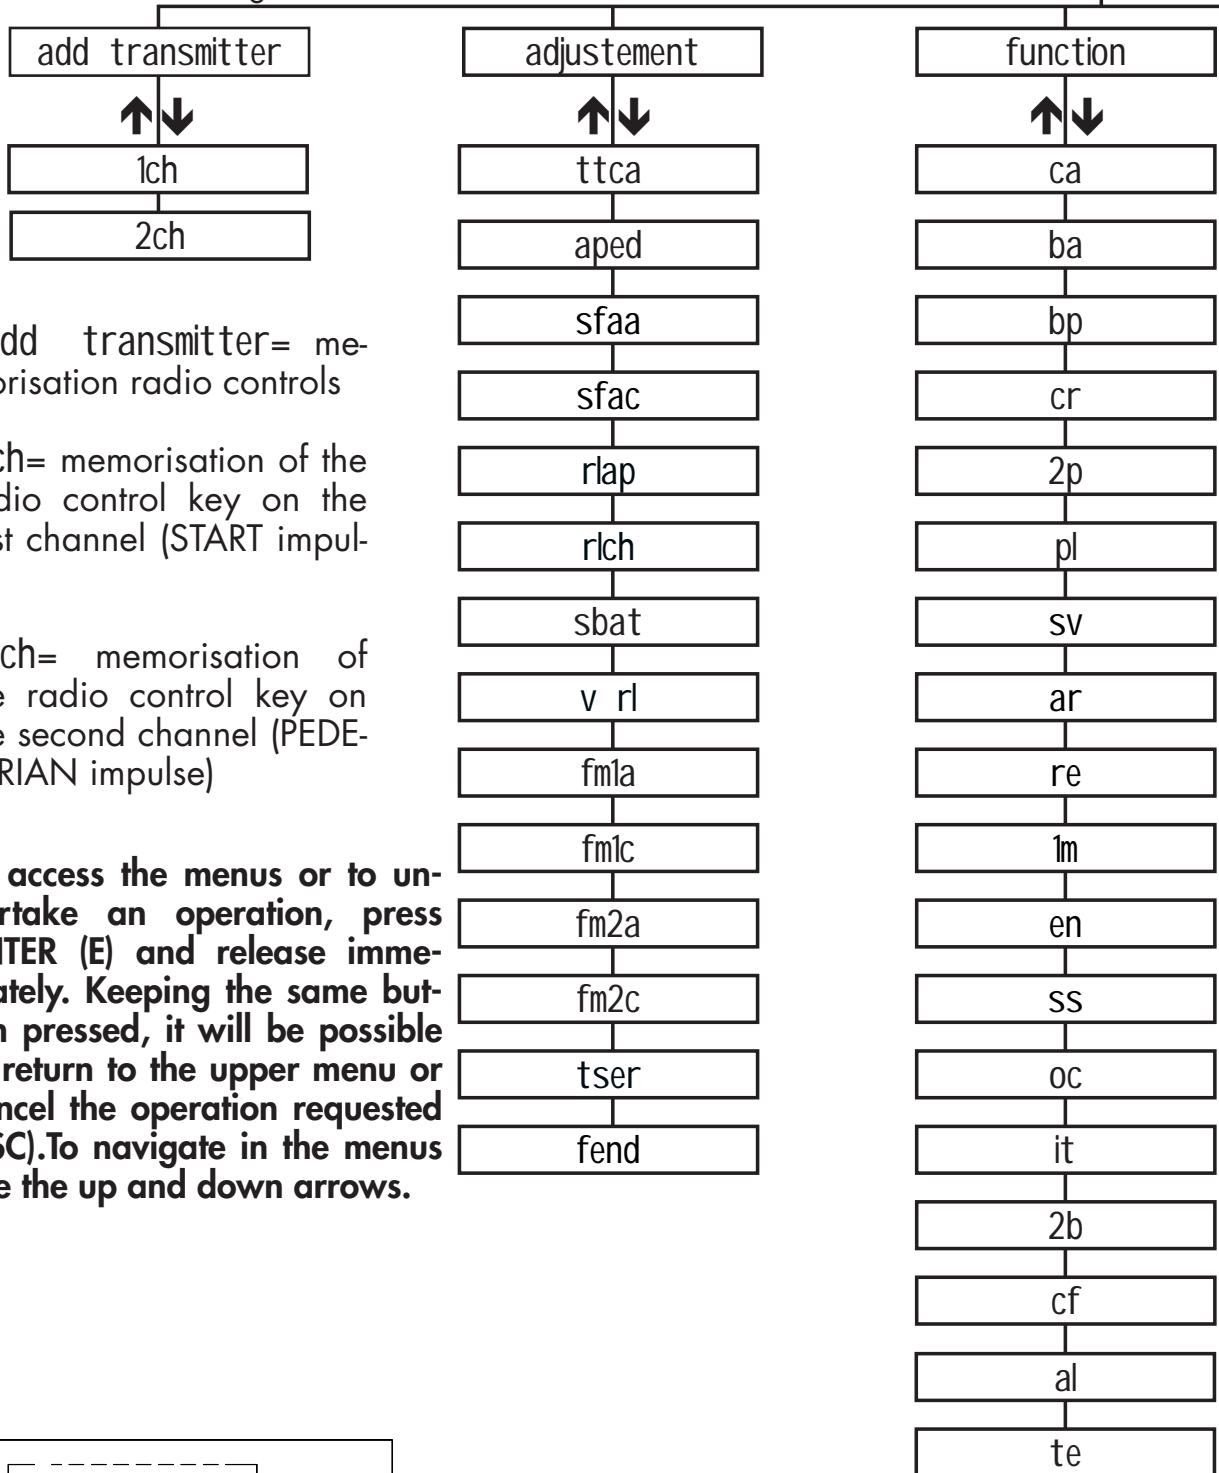 add transmitter
1ch
2ch
dd transmitter= me-
orisation radio controls
ch= memorisation of the
dio control key on the
st channel (START impul-
ch= memorisation of
e radio control key on
e second channel (PEDE-
RIAN impulse)
access the menus or to un-
rtake an operation, press
ITER (E) and release imme-
ately. Keeping the same but-
n pressed, it will be possible
return to the upper menu or
ncel the operation requested
SC).To navigate in the menus
e the up and down arrows.
adjustement
ttca
aped
sfaa
sfac
rlap
rlch
sbat
v rl
fm1a
fm1c
fm2a
fm2c
tser
fend
function
ca
ba
bp
cr
2p
pl
sv
ar
re
1m
en
ss
oc
it
2b
cf
al
te